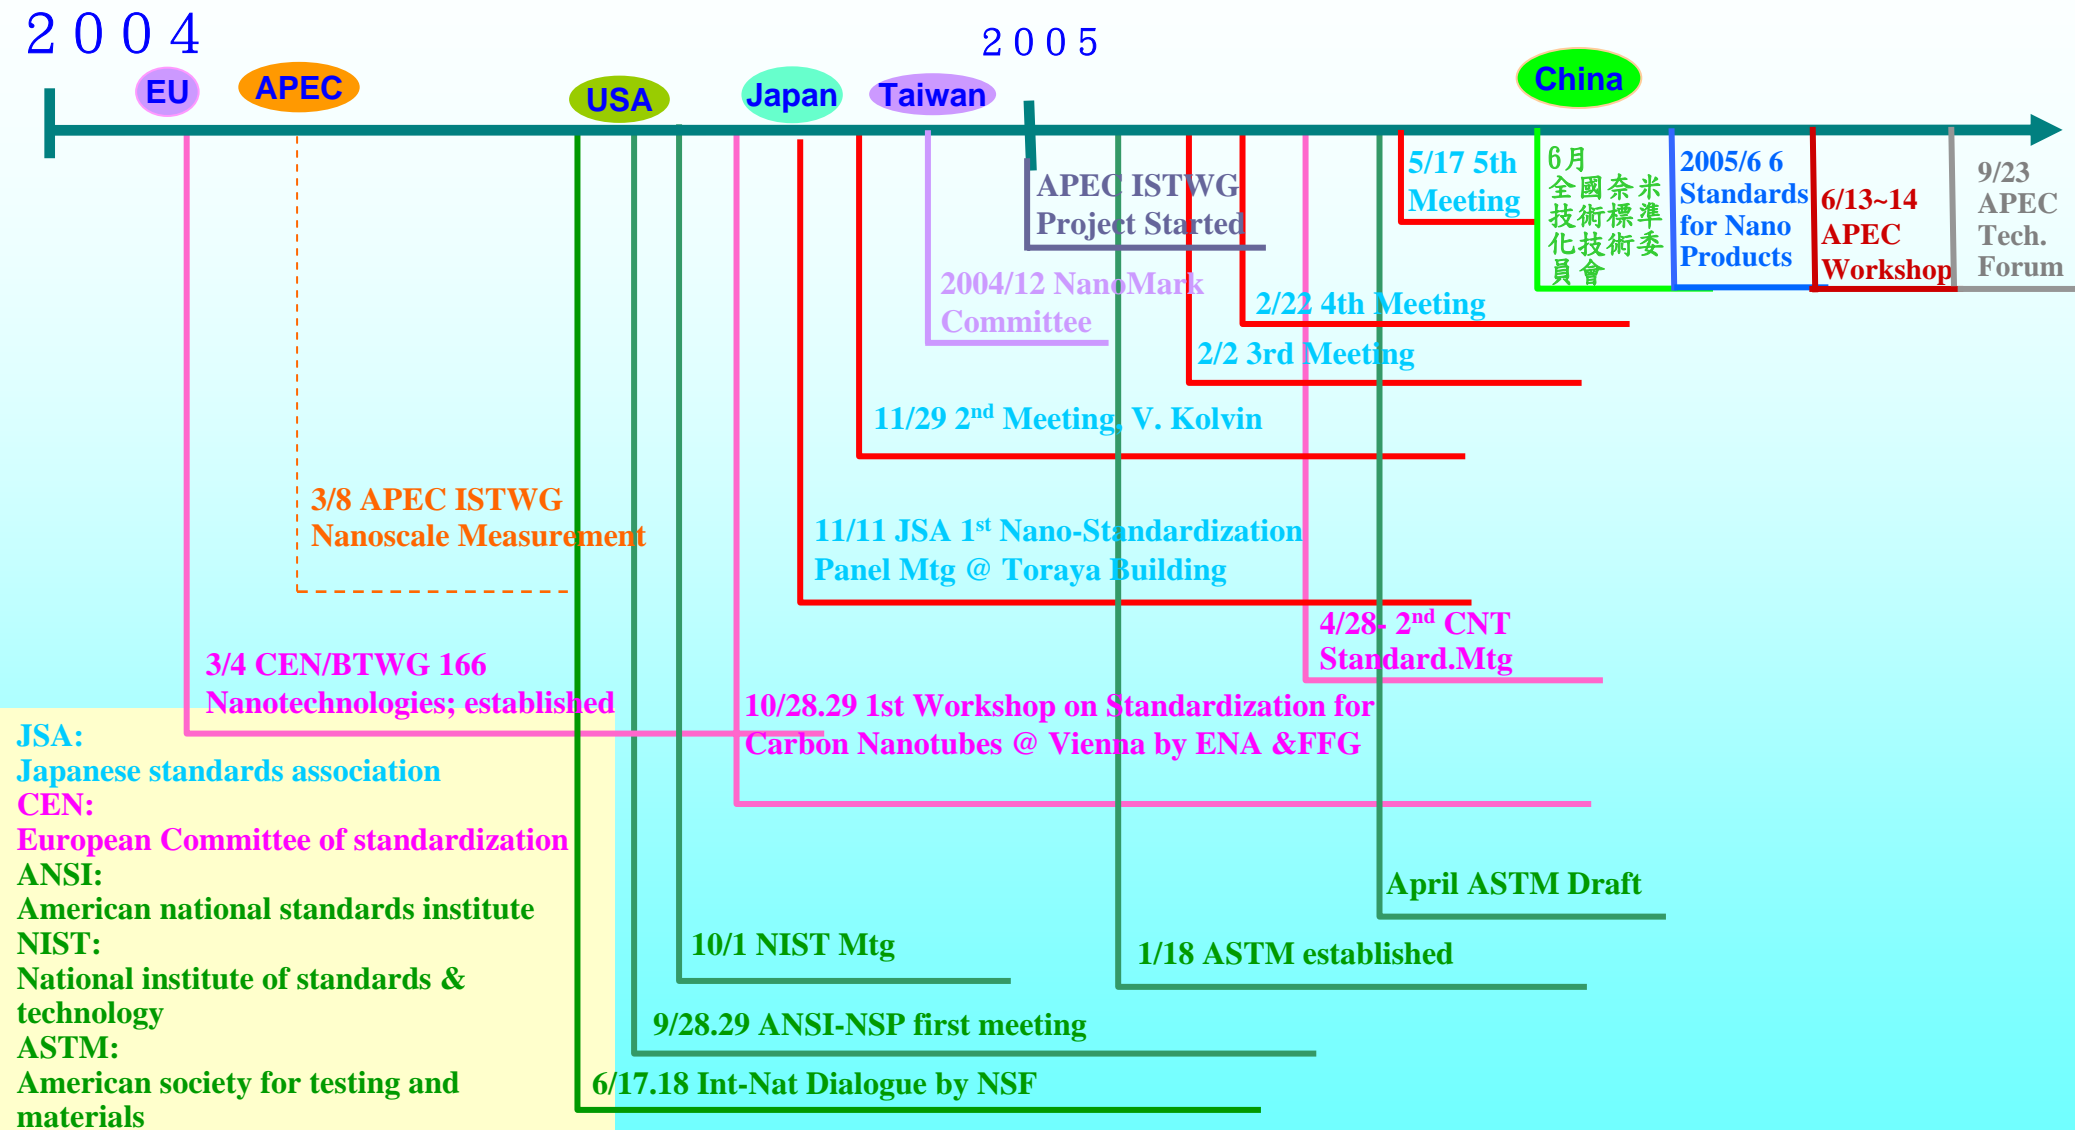 2004
2005
EU
APEC
USA
Japan
Taiwan
China
APEC ISTWG
Project Started
5/17 5th
Meeting
6月
全國奈米
技術標準
化技術委
員會
2005/6 6
Standards
for Nano
Products
6/13~14
APEC
Workshop
9/23
APEC
Tech.
Forum
2004/12 NanoMark
Committee
2/22 4th Meeting
2/2 3rd Meeting
11/29 2nd Meeting, V. Kolvin
3/8 APEC ISTWG
Nanoscale Measurement
11/11 JSA 1st Nano-Standardization
Panel Mtg @ Toraya Building
4/28- 2nd CNT
Standard.Mtg
3/4 CEN/BTWG 166
Nanotechnologies; established
10/28.29 1st Workshop on Standardization for
Carbon Nanotubes @ Vienna by ENA &FFG
April ASTM Draft
10/1 NIST Mtg
1/18 ASTM established
9/28.29 ANSI-NSP first meeting
6/17.18 Int-Nat Dialogue by NSF
JSA:
Japanese standards association
CEN:
European Committee of standardization
ANSI:
American national standards institute
NIST:
National institute of standards &
technology
ASTM:
American society for testing and
materials